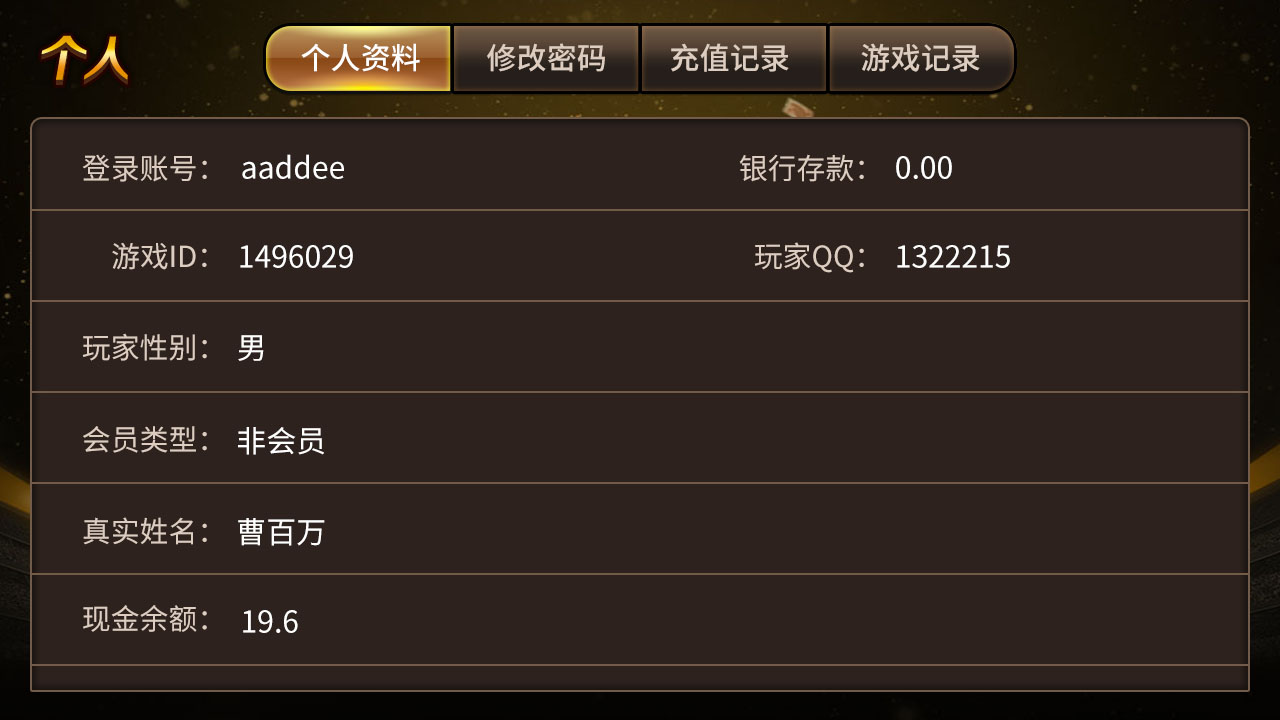 个人
个人资料 修改密码 充值记录 游戏记录
登录账号： aaddee 银行存款： 0.00
游戏ID： 1496029 玩家QQ： 1322215
玩家性别： 男
会员类型： 非会员
真实姓名： 曹百万
现金余额： 19.6